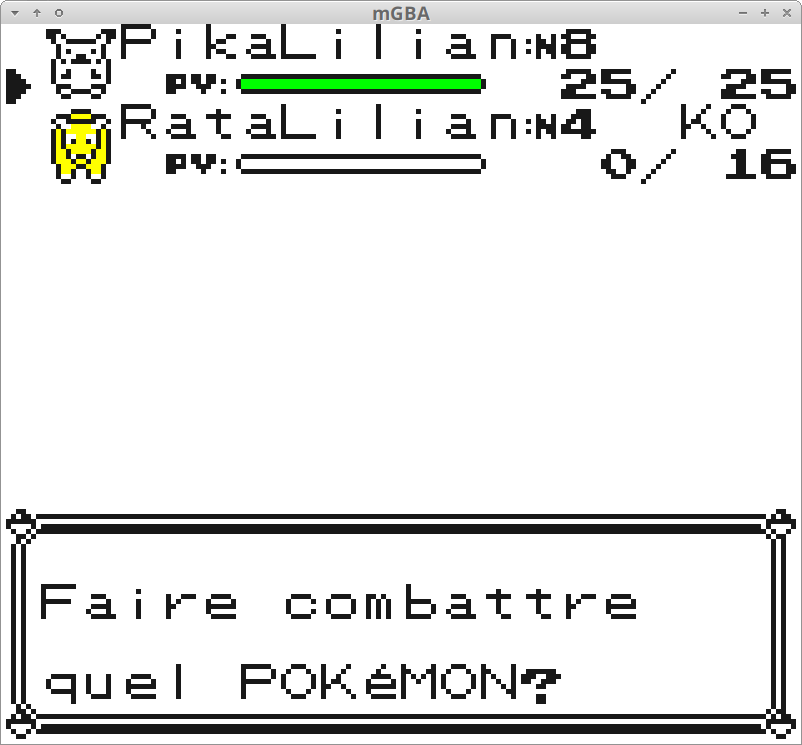 mGBA
PikaLilian:N8
PV: 25/ 25
RataLilian:N4 KO
PV: 0/ 16
Faire combattre
quel POKéMON?